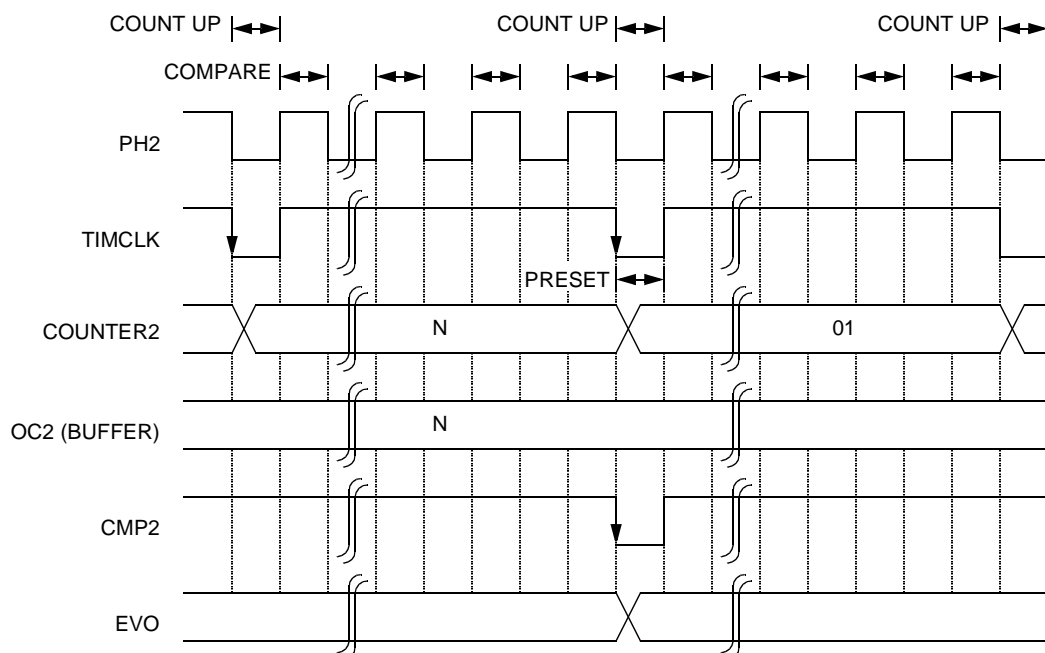 COUNT UP COUNT UP COUNT UP
COMPARE
PH2
TIMCLK
PRESET
COUNTER2 N 01
OC2 (BUFFER) N
CMP2
EVO